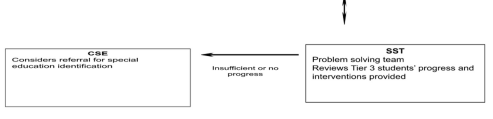 CSE
Considers referral for special
education identification
Insufficient or no
progress
SST
Problem solving team
Reviews Tier 3 students' progress and
interventions provided